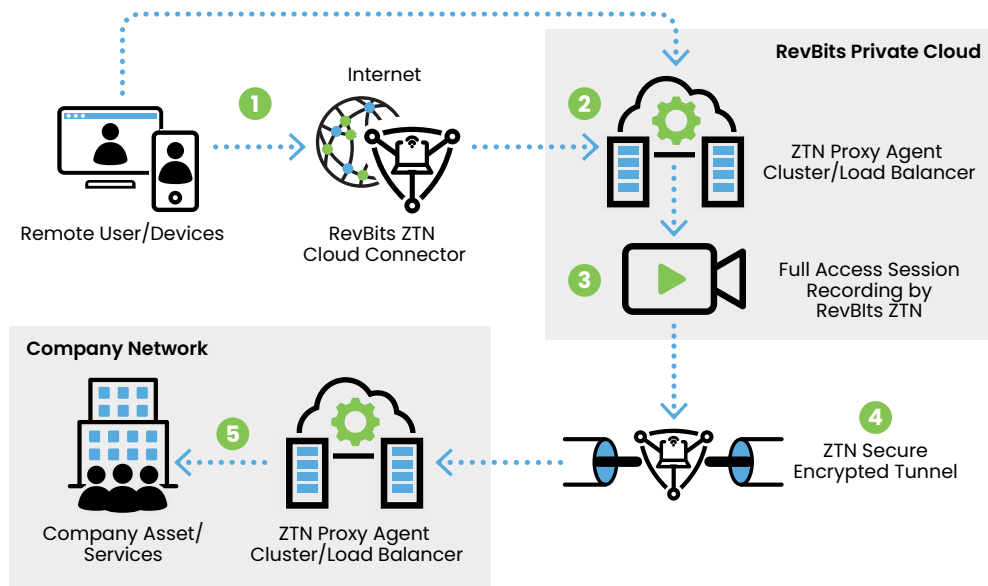 RevBits Private Cloud
Internet
1
2
ZTN Proxy Agent
Cluster/Load Balancer
Remote User/Devices
RevBits ZTN
Cloud Connector
3
Full Access Session
Recording by
RevBIts ZTN
Company Network
4
ZTN Secure
Encrypted Tunnel
5
Company Asset/
Services
ZTN Proxy Agent
Cluster/Load Balancer